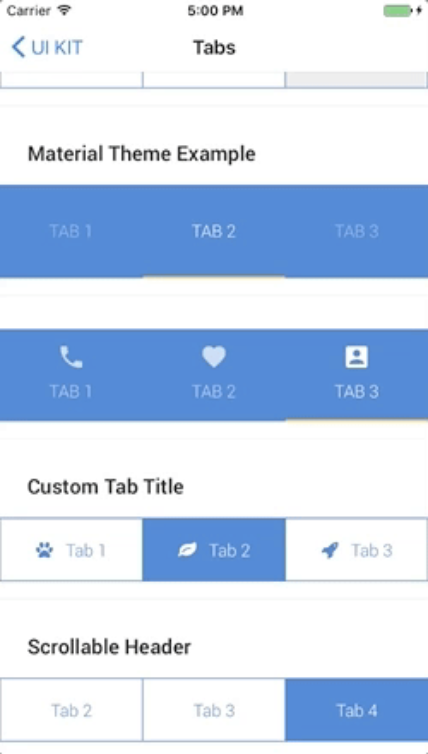 Carrier 5:00 PM
UI KIT Tabs
Material Theme Example
TAB 1 TAB 2 TAB 3
TAB 1 TAB 2 TAB 3
Custom Tab Title
Tab 1 Tab 2 Tab 3
Scrollable Header
Tab 2 Tab 3 Tab 4